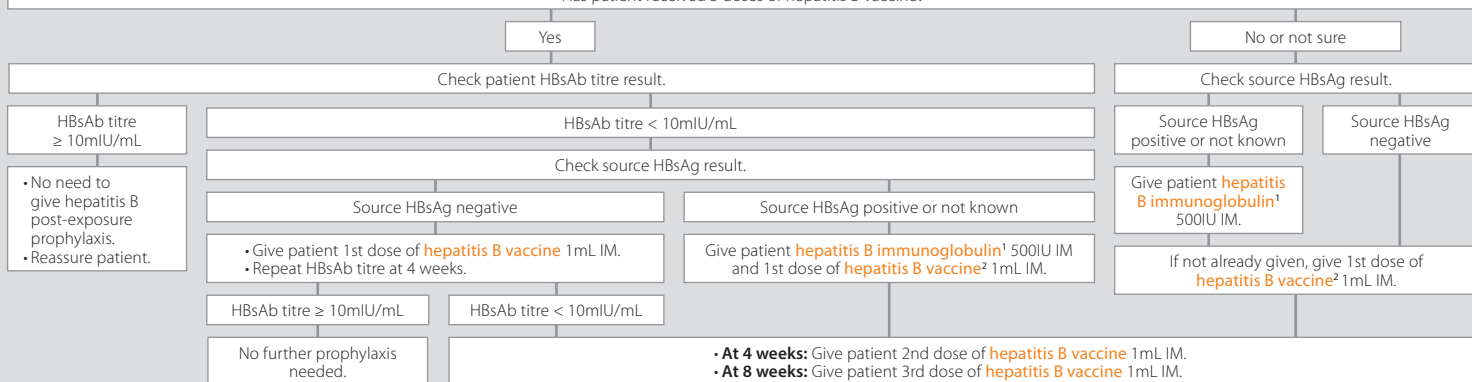 Yes
No or not sure
Check patient HBsAb titre result.
Check source HBsAg result.
HBsAb titre
≥ 10mIU/mL
HBsAb titre < 10mIU/mL
Source HBsAg
positive or not known
Source HBsAg
negative
Check source HBsAg result.
• No need to
give hepatitis B
post-exposure
prophylaxis.
• Reassure patient.
Source HBsAg negative
Source HBsAg positive or not known
Give patient hepatitis
B immunoglobulin¹
500IU IM.
• Give patient 1st dose of hepatitis B vaccine 1mL IM.
• Repeat HBsAb titre at 4 weeks.
Give patient hepatitis B immunoglobulin¹ 500IU IM
and 1st dose of hepatitis B vaccine² 1mL IM.
If not already given, give 1st dose of
hepatitis B vaccine² 1mL IM.
HBsAb titre ≥ 10mIU/mL
HBsAb titre < 10mIU/mL
No further prophylaxis
needed.
• At 4 weeks: Give patient 2nd dose of hepatitis B vaccine 1mL IM.
• At 8 weeks: Give patient 3rd dose of hepatitis B vaccine 1mL IM.